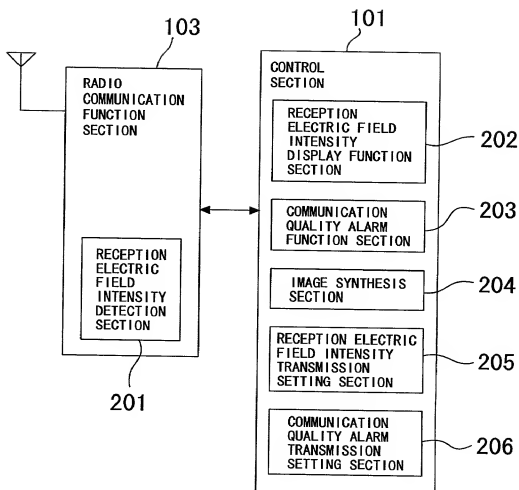 103
RADIO
COMMUNICATION
FUNCTION
SECTION
RECEPTION
ELECTRIC
FIELD
INTENSITY
DETECTION
SECTION
201
101
CONTROL
SECTION
RECEPTION
ELECTRIC FIELD
INTENSITY
DISPLAY FUNCTION
SECTION
202
COMMUNICATION
QUALITY ALARM
FUNCTION SECTION
203
IMAGE SYNTHESIS
SECTION
204
RECEPTION ELECTRIC
FIELD INTENSITY
TRANSMISSION
SETTING SECTION
205
COMMUNICATION
QUALITY ALARM
TRANSMISSION
SETTING SECTION
206